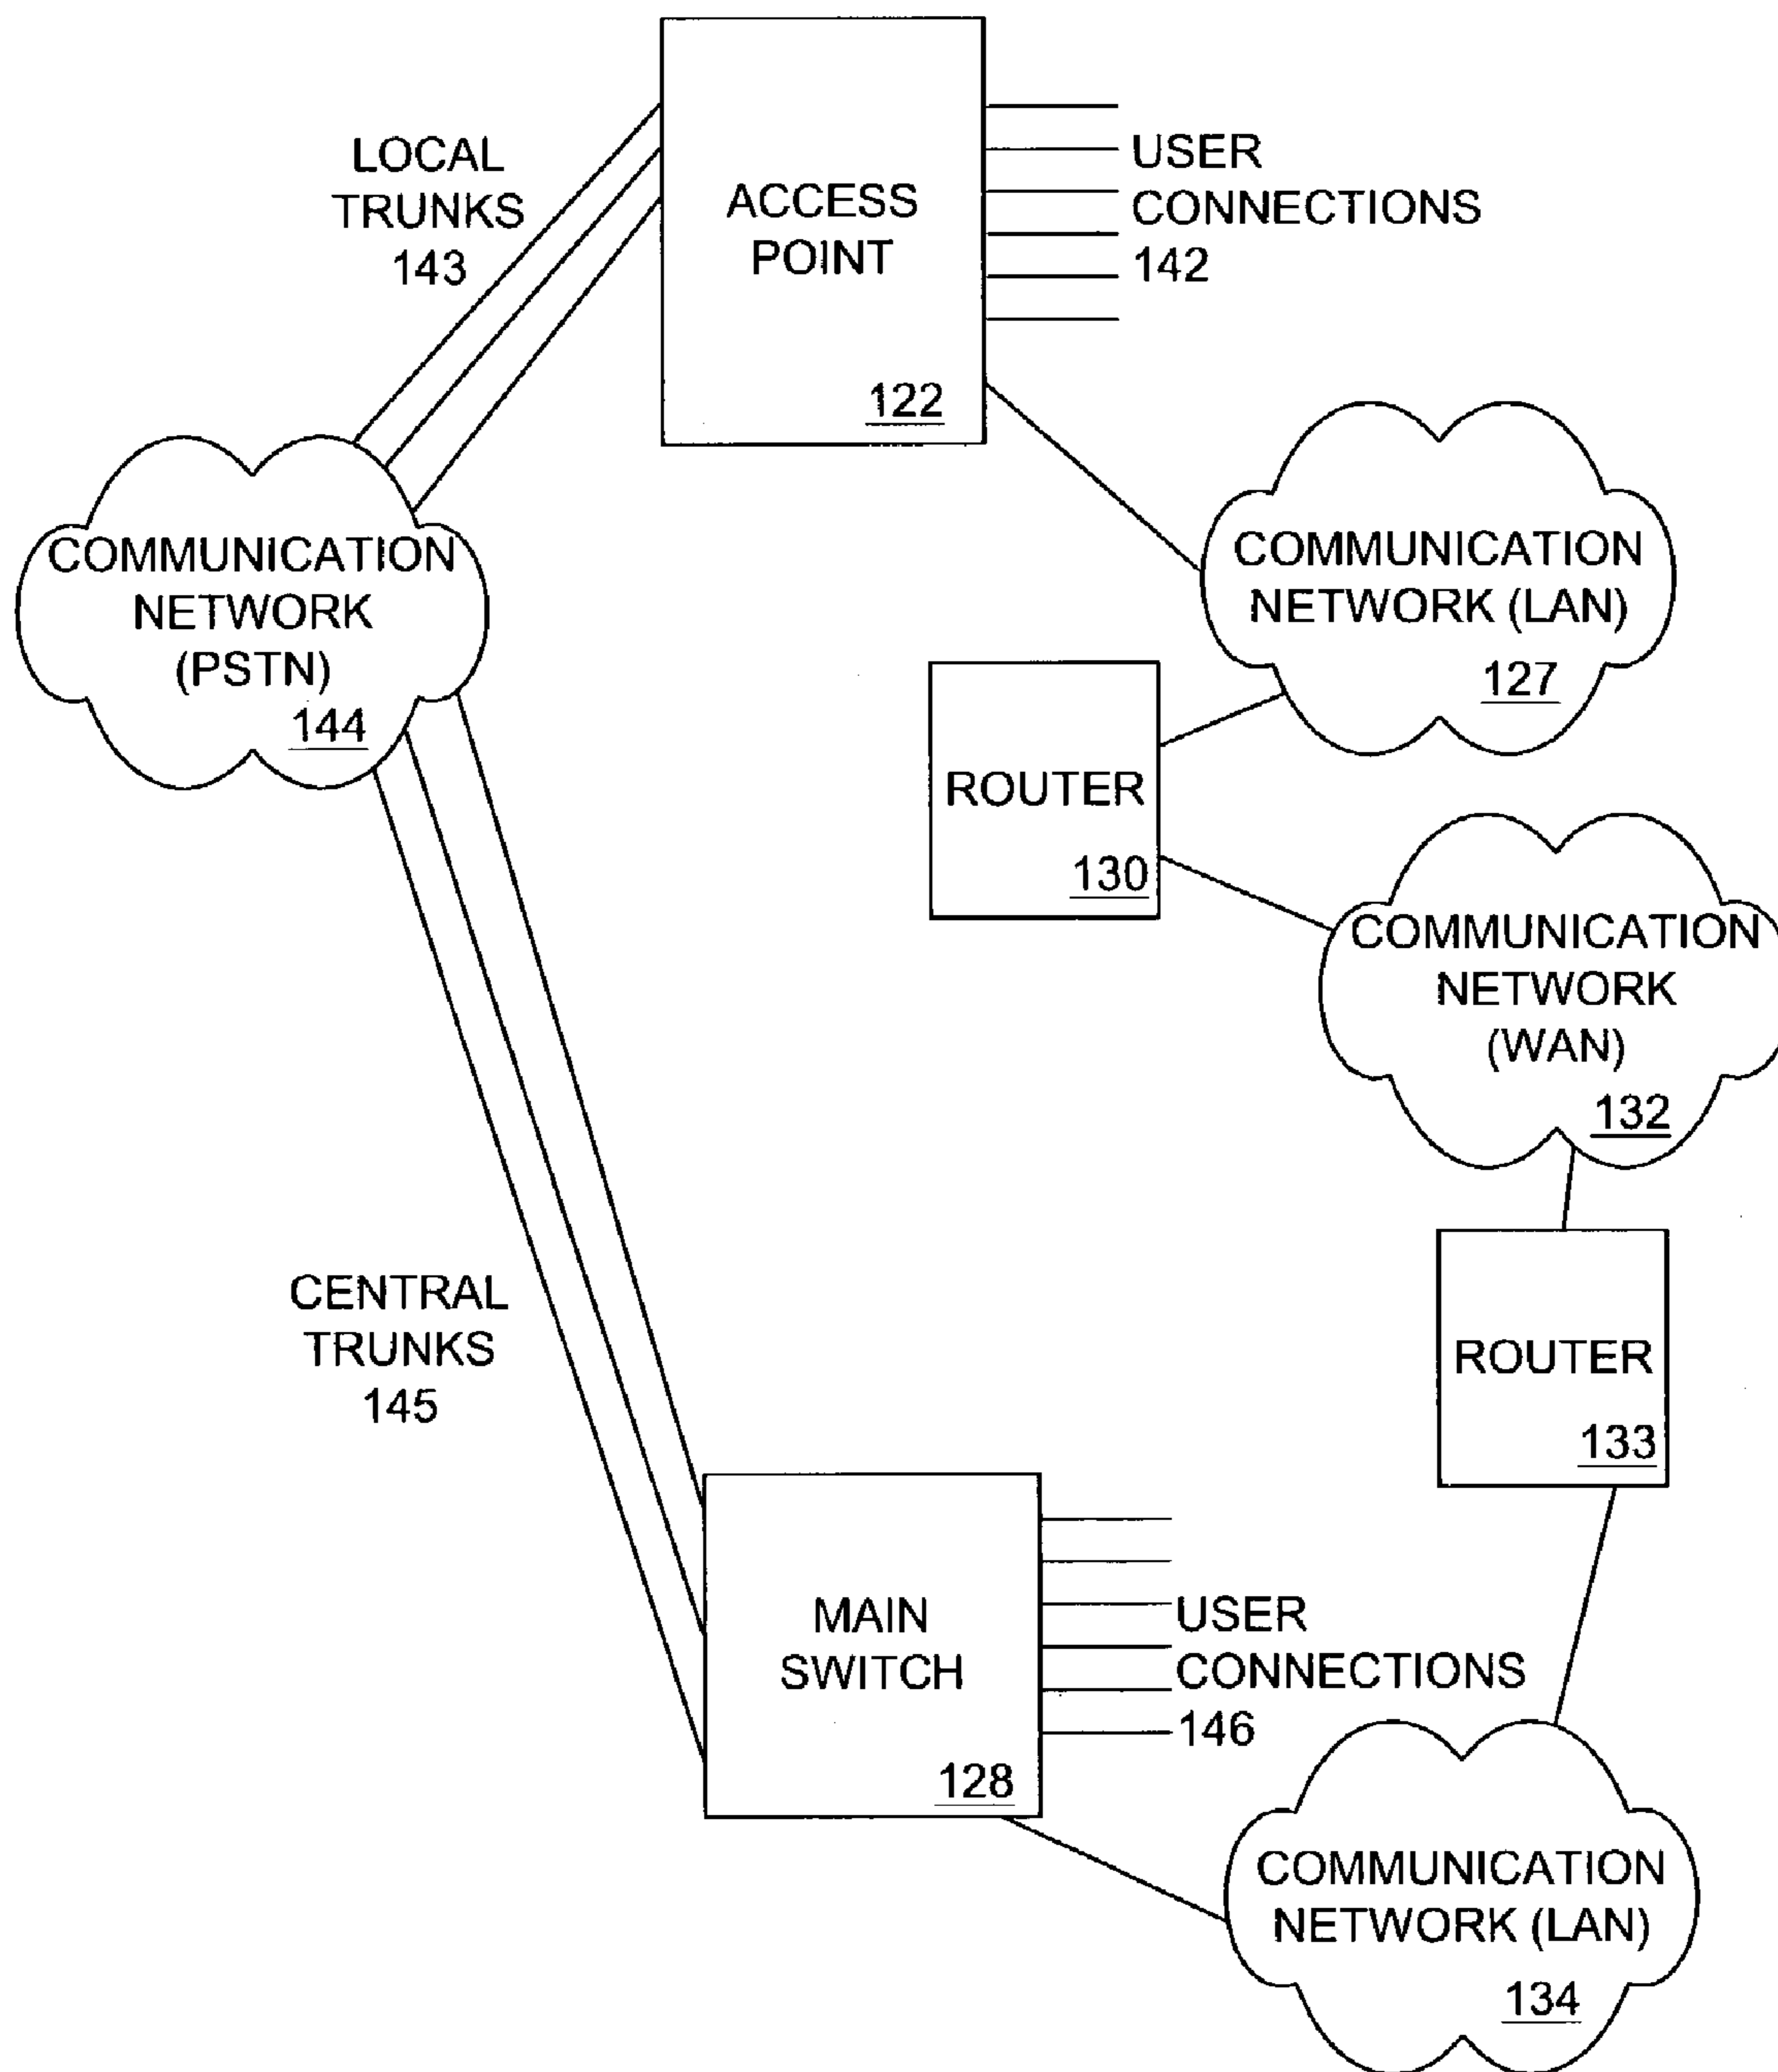 LOCAL
TRUNKS
143
ACCESS
POINT
122
USER
CONNECTIONS
142
COMMUNICATION
NETWORK
(PSTN)
144
COMMUNICATION
NETWORK (LAN)
127
ROUTER
130
COMMUNICATION
NETWORK
(WAN)
132
ROUTER
133
CENTRAL
TRUNKS
145
MAIN
SWITCH
128
USER
CONNECTIONS
146
COMMUNICATION
NETWORK (LAN)
134